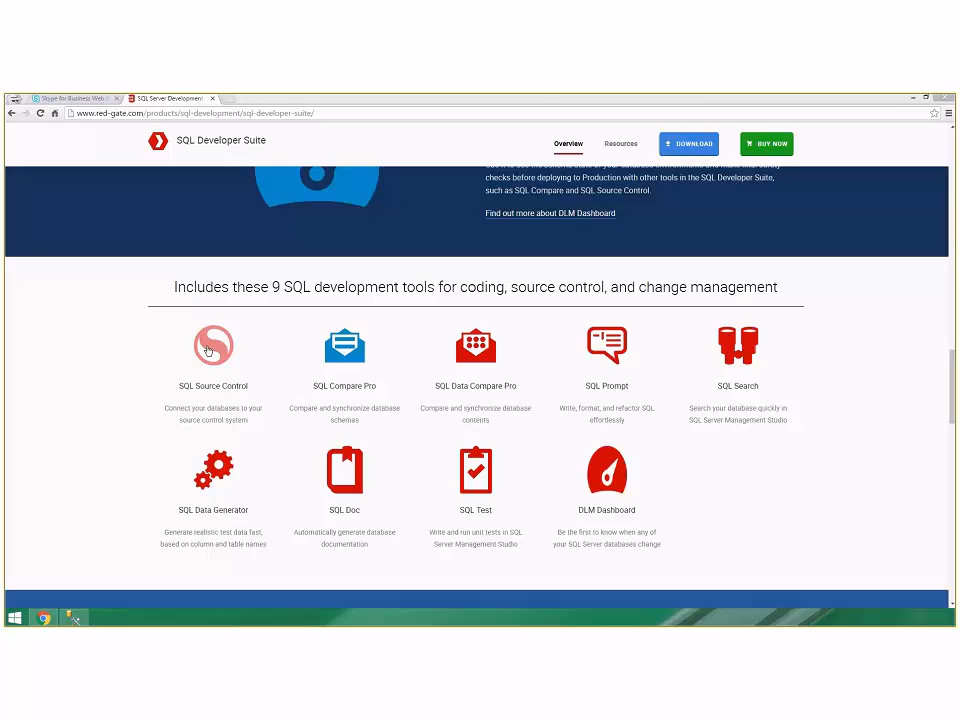 Skype for Business Web
SQL Server Development
www.red-gate.com/products/sql-development/sql-developer-suite/
SQL Developer Suite
Overview
Resources
DOWNLOAD
BUY NOW
checks before deploying to Production with other tools in the SQL Developer Suite,
such as SQL Compare and SQL Source Control.
Find out more about DLM Dashboard
Includes these 9 SQL development tools for coding, source control, and change management
SQL Source Control
SQL Compare Pro
SQL Data Compare Pro
SQL Prompt
SQL Search
Connect your databases to your
source control system
Compare and synchronize database
schemas
Compare and synchronize database
contents
Write, format, and refactor SQL
effortlessly
Search your database quickly in
SQL Server Management Studio
SQL Data Generator
SQL Doc
SQL Test
DLM Dashboard
Generate realistic test data fast,
based on column and table names
Automatically generate database
documentation
Write and run unit tests in SQL
Server Management Studio
Be the first to know when any of
your SQL Server databases change